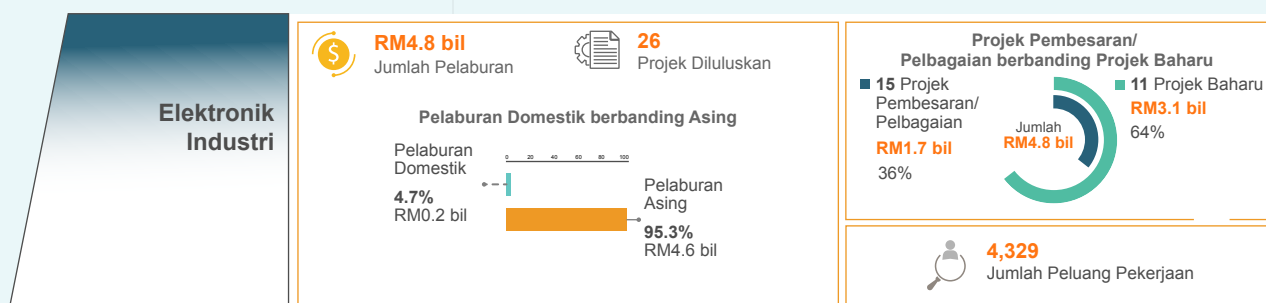 Elektronik
Industri
RM4.8 bil
Jumlah Pelaburan
26
Projek Diluluskan
Pelaburan Domestik berbanding Asing
Pelaburan
Domestik
4.7%
RM0.2 bil
0 20 40 60 80 100
Pelaburan
Asing
95.3%
RM4.6 bil
Projek Pembesaran/
Pelbagaian berbanding Projek Baharu
15 Projek
Pembesaran/
Pelbagaian
RM1.7 bil
36%
Jumlah
RM4.8 bil
11 Projek Baharu
RM3.1 bil
64%
4,329
Jumlah Peluang Pekerjaan